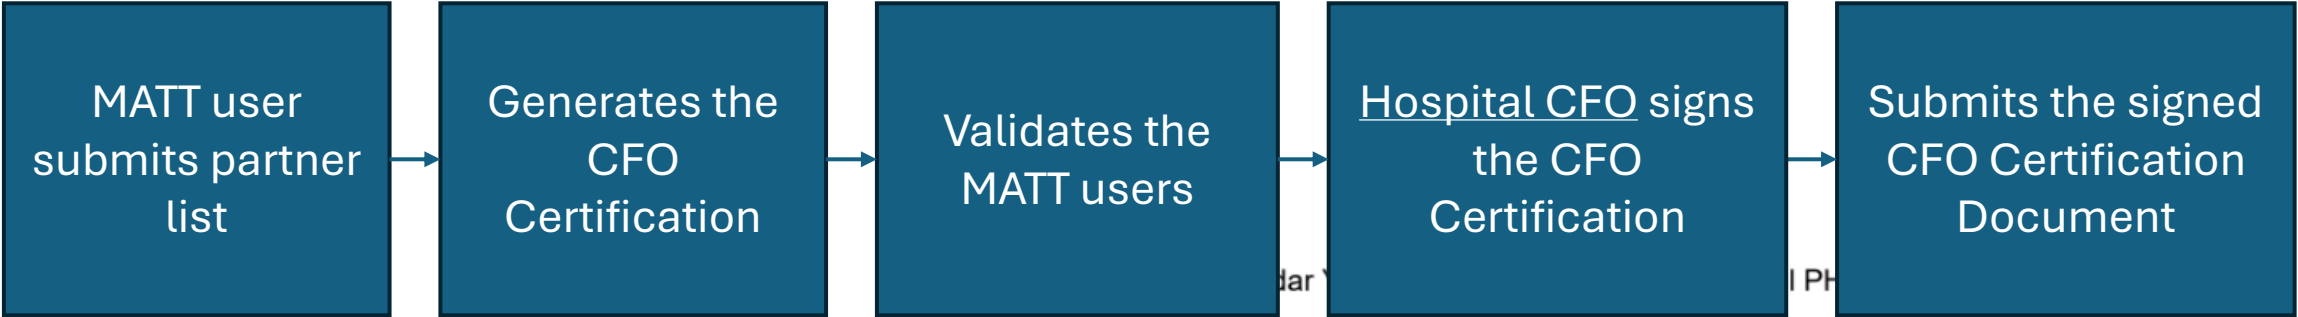 MATT user
submits partner
list
Generates the
CFO
Certification
Validates the
MATT users
Hospital CFO signs
the CFO
Certification
Submits the signed
CFO Certification
Document